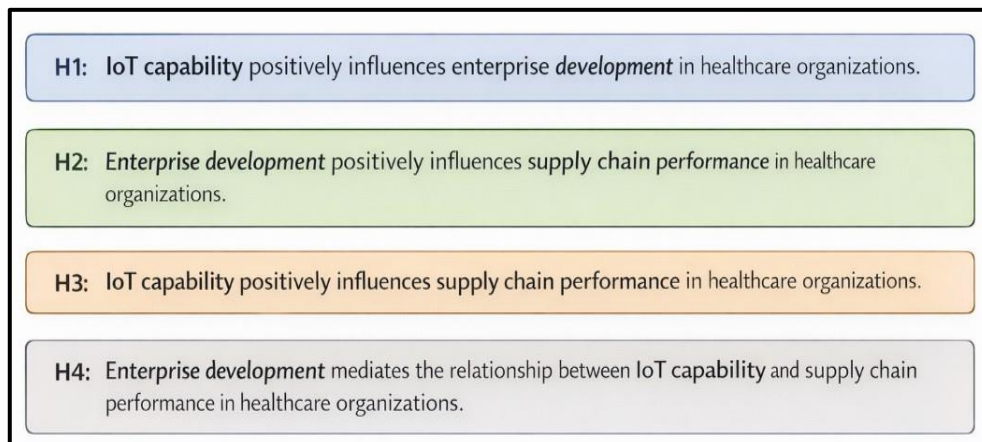 H1: IoT capability positively influences enterprise development in healthcare organizations.
H2: Enterprise development positively influences supply chain performance in healthcare
organizations.
H3: IoT capability positively influences supply chain performance in healthcare organizations.
H4: Enterprise development mediates the relationship between IoT capability and supply chain
performance in healthcare organizations.